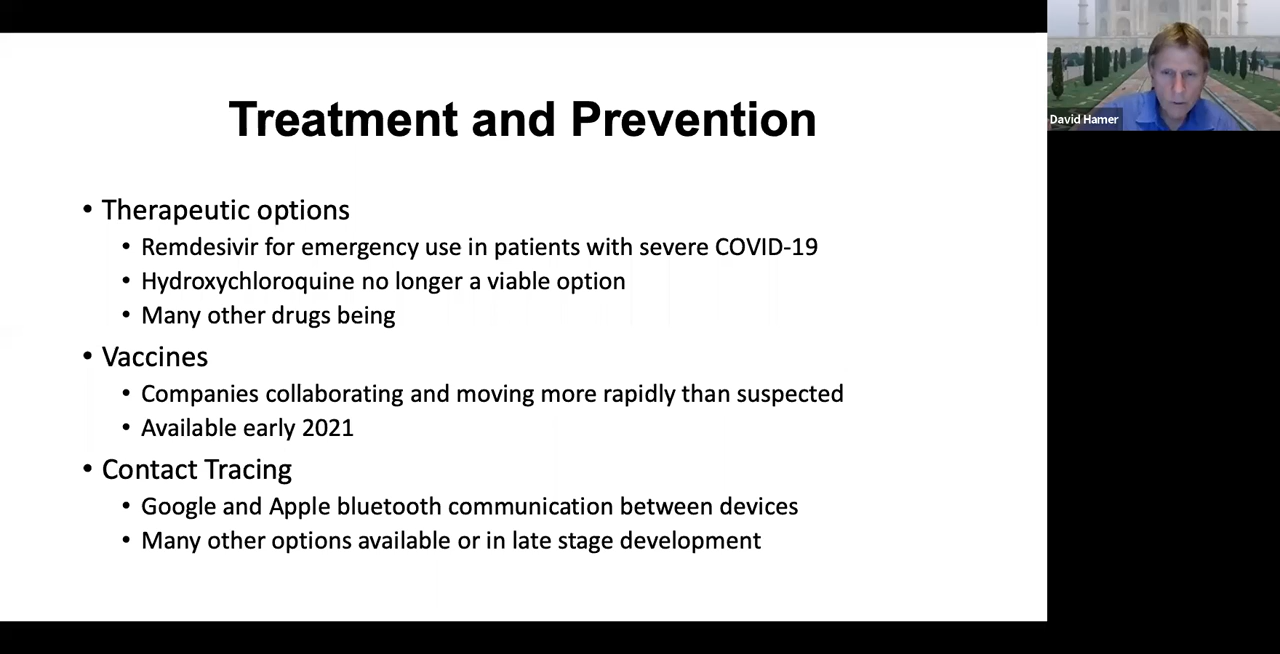 Treatment and Prevention
• Therapeutic options
• Remdesivir for emergency use in patients with severe COVID-19
• Hydroxychloroquine no longer a viable option
• Many other drugs being
• Vaccines
• Companies collaborating and moving more rapidly than suspected
• Available early 2021
• Contact Tracing
• Google and Apple bluetooth communication between devices
• Many other options available or in late stage development
David Hamer